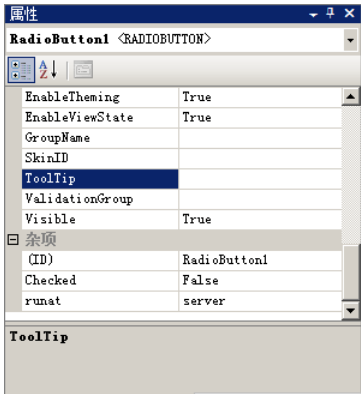 属性
RadioButton1 <RADIOBUTTON>
EnableTheming True
EnableViewState True
GroupName
SkinID
ToolTip
ValidationGroup
Visible True
杂项
(ID) RadioButton1
Checked False
runat server
ToolTip